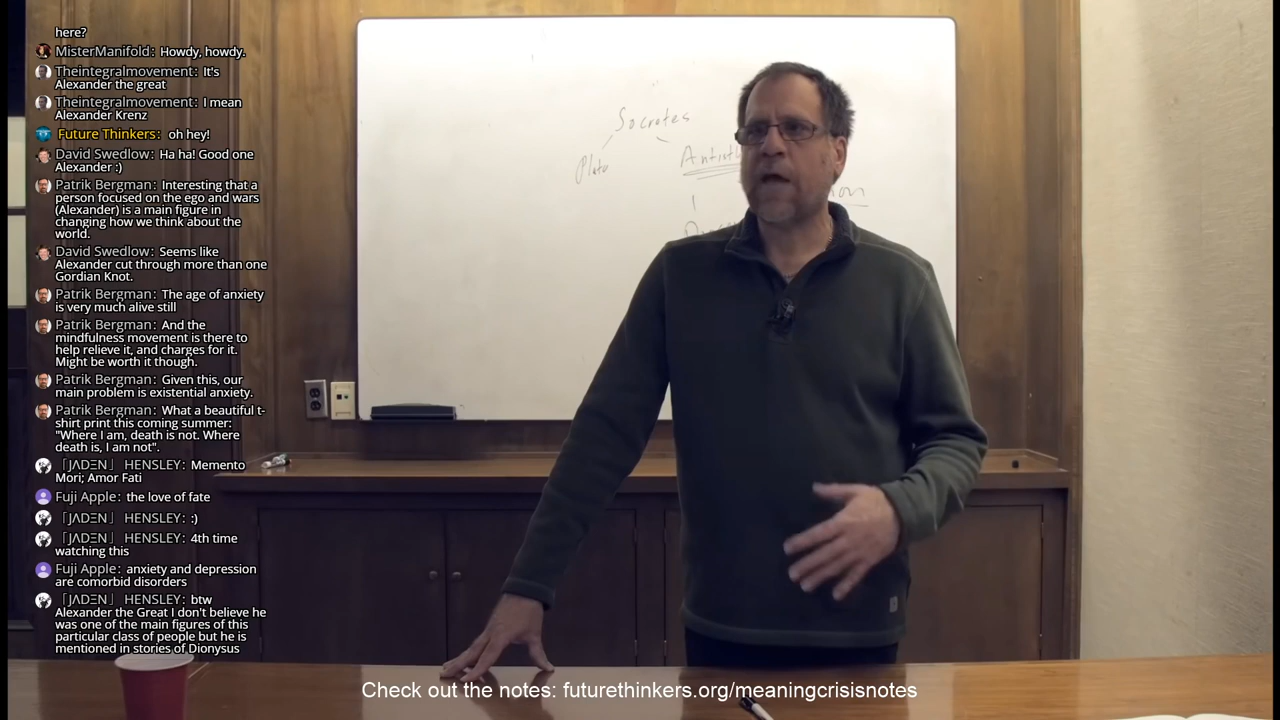 here?
MisterManifold: Howdy, howdy.
Theintegralmovement: It's
Alexander the great
Theintegralmovement: I mean
Alexander Krenz
Future Thinkers: oh hey!
David Swedlow: Ha ha! Good one
Alexander :)
Patrik Bergman: Interesting that a
person focused on the ego and wars
(Alexander) is a main figure in
changing how we think about the
world.
David Swedlow: Seems like
Alexander cut through more than one
Gordian Knot.
Patrik Bergman: The age of anxiety
is very much alive still
Patrik Bergman: And the
mindfulness movement is there to
help relieve it, and charges for it.
Might be worth it though.
Patrik Bergman: Given this, our
main problem is existential anxiety.
Patrik Bergman: What a beautiful t-
shirt print this coming summer:
"Where I am, death is not. Where
death is, I am not".
「JΛDΞN」 HENSLEY: Memento
Mori; Amor Fati
Fuji Apple: the love of fate
「JΛDΞN」 HENSLEY: :)
「JΛDΞN」 HENSLEY: 4th time
watching this
Fuji Apple: anxiety and depression
are comorbid disorders
「JΛDΞN」 HENSLEY: btw
Alexander the Great I don't believe he
was one of the main figures of this
particular class of people but he is
mentioned in stories of Dionysus
Socrates
Plato
Antisth
Check out the notes: futurethinkers.org/meaningcrisisnotes